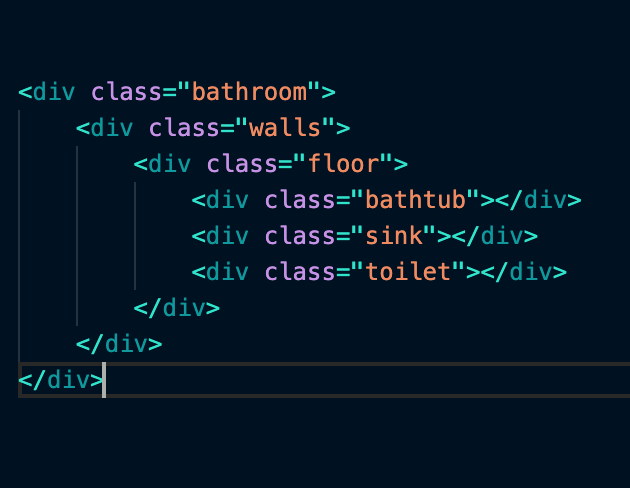 <div class="bathroom">
    <div class="walls">
        <div class="floor">
            <div class="bathtub"></div>
            <div class="sink"></div>
            <div class="toilet"></div>
        </div>
    </div>
</div>